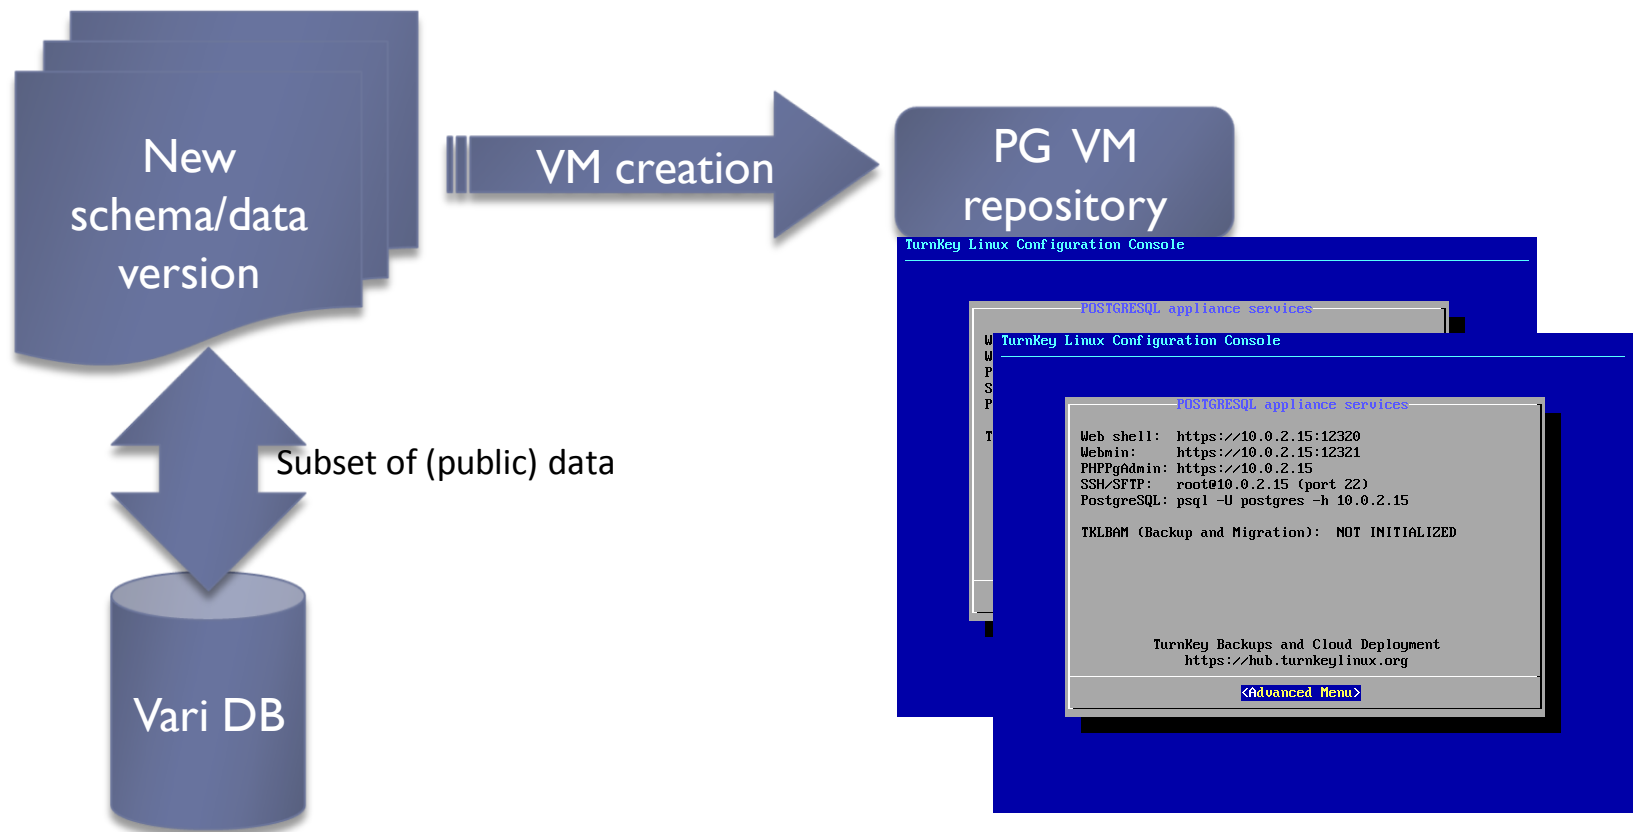 New
schema/data
version
VM creation
PG VM
repository
Subset of (public) data
Vari DB
TurnKey Linux Configuration Console
POSTGRESQL appliance services
W
W
P
S
P
T
TurnKey Linux Configuration Console
POSTGRESQL appliance services
Web shell: https://10.0.2.15:12320
Webmin: https://10.0.2.15:12321
PHPPgAdmin: https://10.0.2.15
SSH/SFTP: root@10.0.2.15 (port 22)
PostgreSQL: psql -U postgres -h 10.0.2.15
TKLBAM (Backup and Migration): NOT INITIALIZED
TurnKey Backups and Cloud Deployment
https://hub.turnkeylinux.org
<Advanced Menu>